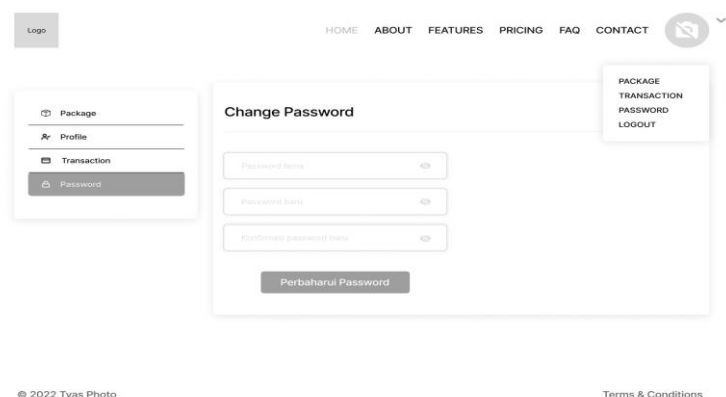 Logo
HOME ABOUT FEATURES PRICING FAQ CONTACT
PACKAGE
TRANSACTION
PASSWORD
LOGOUT
Package
Profile
Transaction
Password
Change Password
Password lama
Password baru
Konfirmasi password baru
Perbaharui Password
© 2022 Tyas Photo
Terms & Conditions